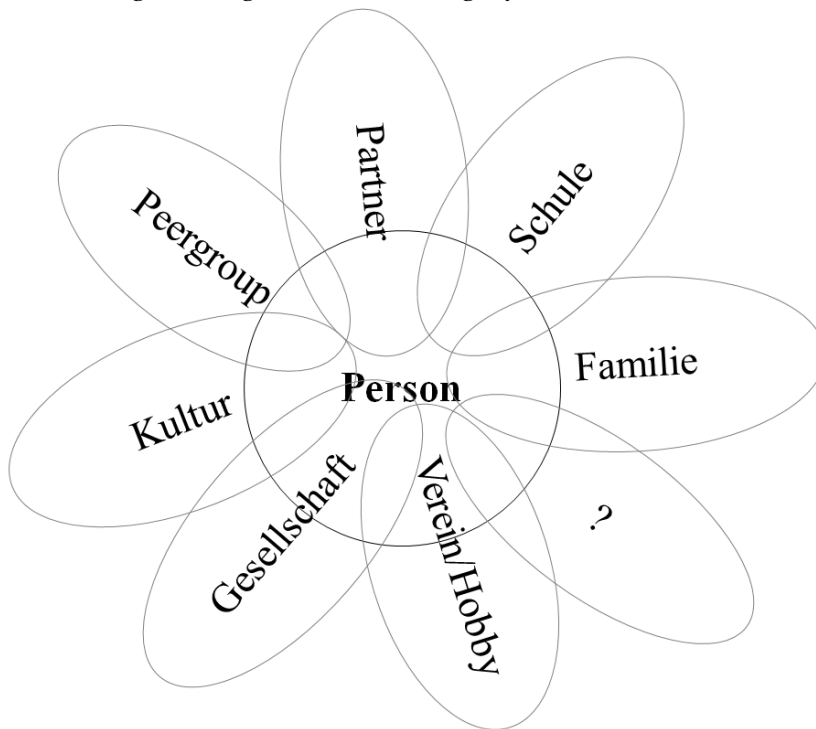 Partner
Schule
Peergroup
Familie
Person
Kultur
Gesellschaft
Verein/Hobby
?